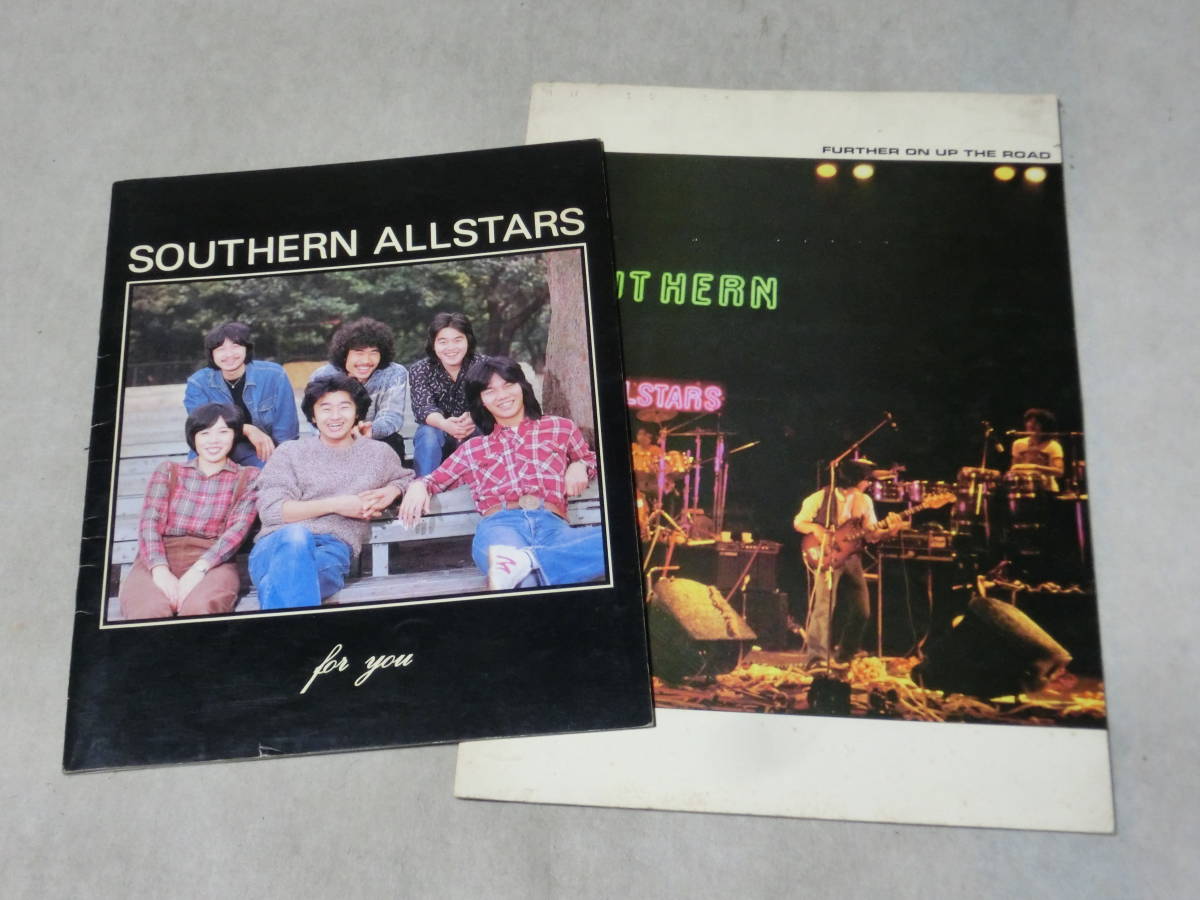 SOUTHERN ALLSTARS
for you
FURTHER ON UP THE ROAD
UTHERN
LSTARS